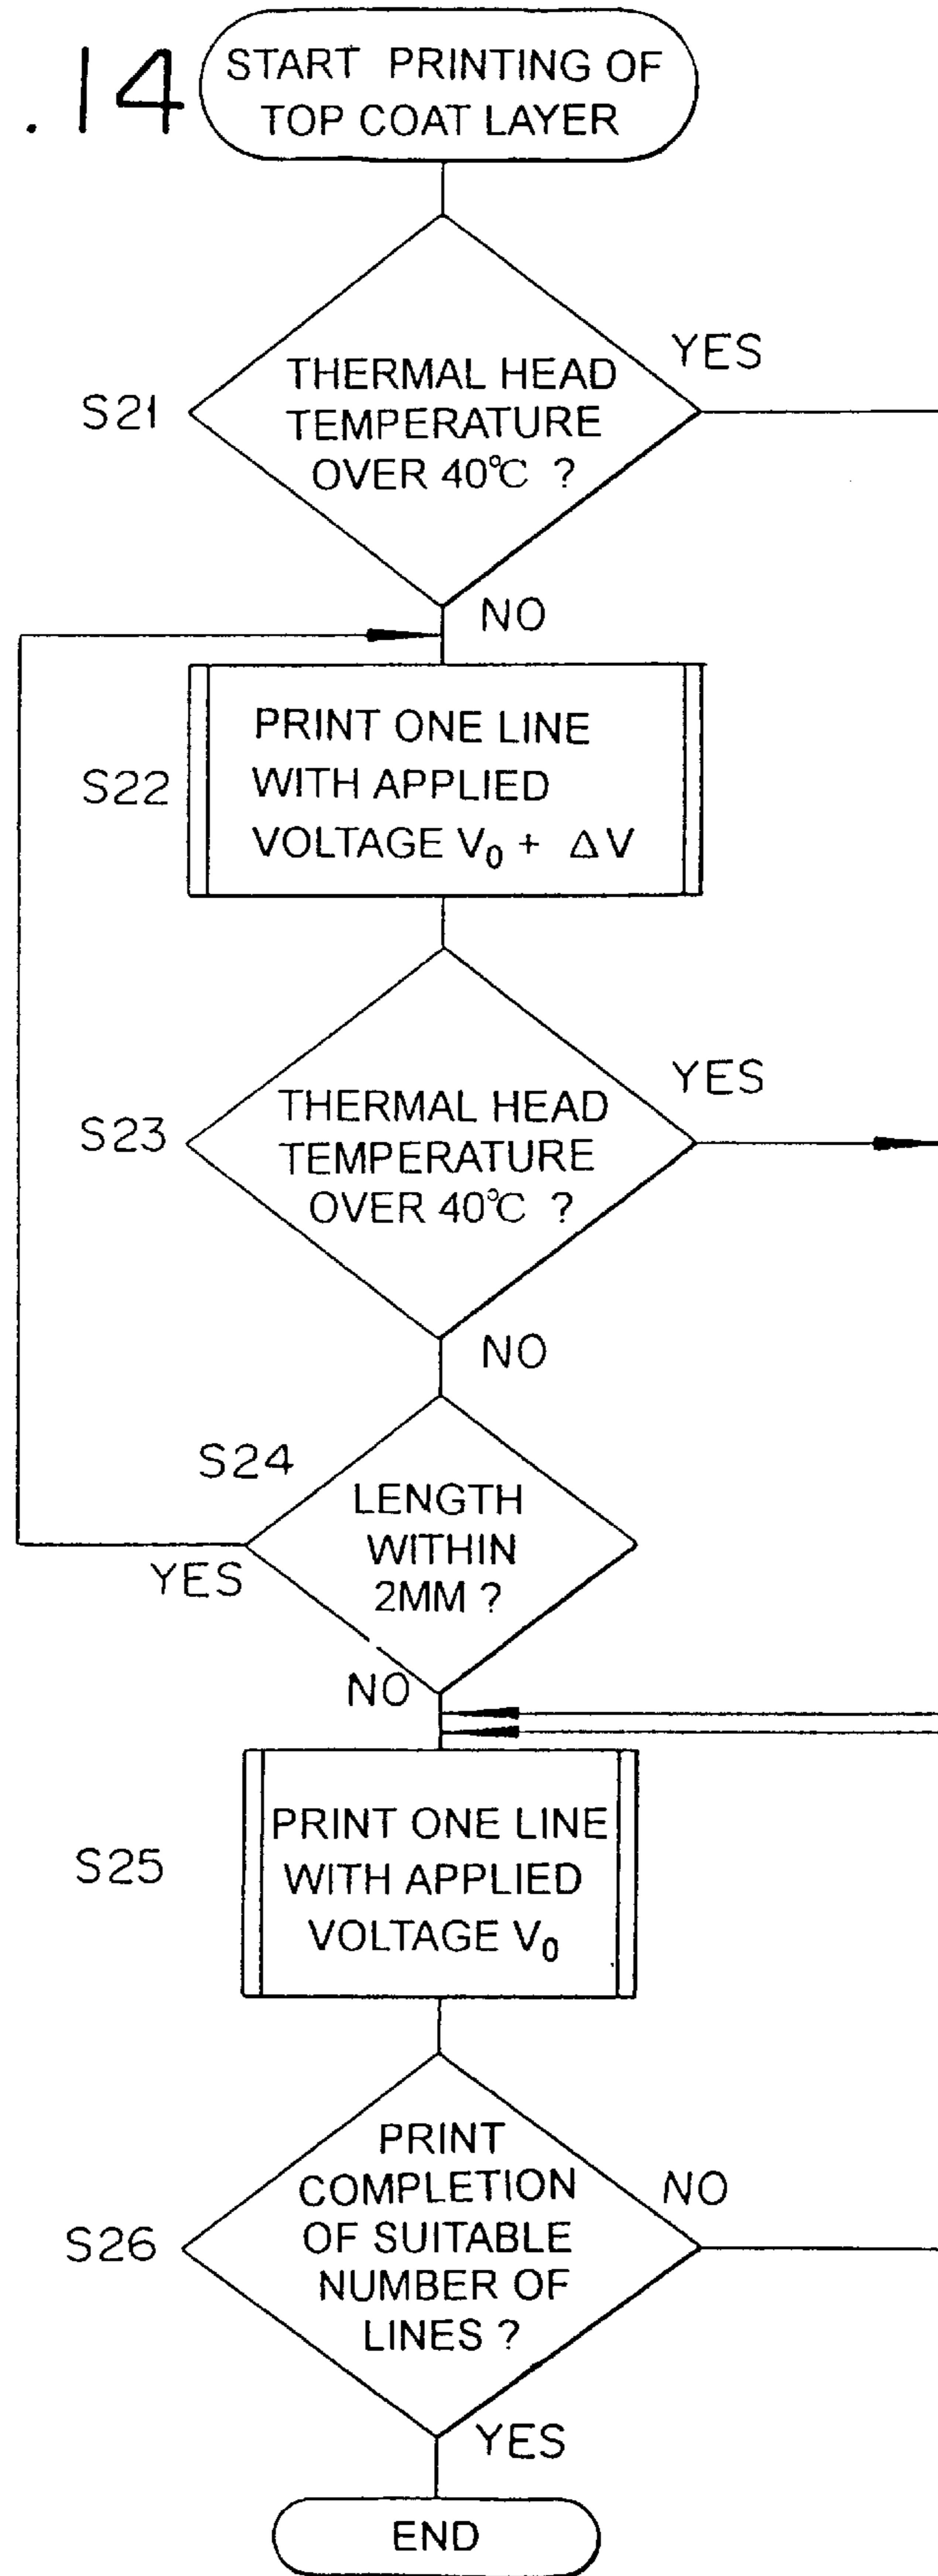 .14
START PRINTING OF
TOP COAT LAYER
S21
THERMAL HEAD
TEMPERATURE
OVER 40℃ ?
YES
NO
S22
PRINT ONE LINE
WITH APPLIED
VOLTAGE V₀ + ΔV
S23
THERMAL HEAD
TEMPERATURE
OVER 40℃ ?
YES
NO
S24
LENGTH
WITHIN
2MM ?
YES
NO
S25
PRINT ONE LINE
WITH APPLIED
VOLTAGE V₀
S26
PRINT
COMPLETION
OF SUITABLE
NUMBER OF
LINES ?
NO
YES
END